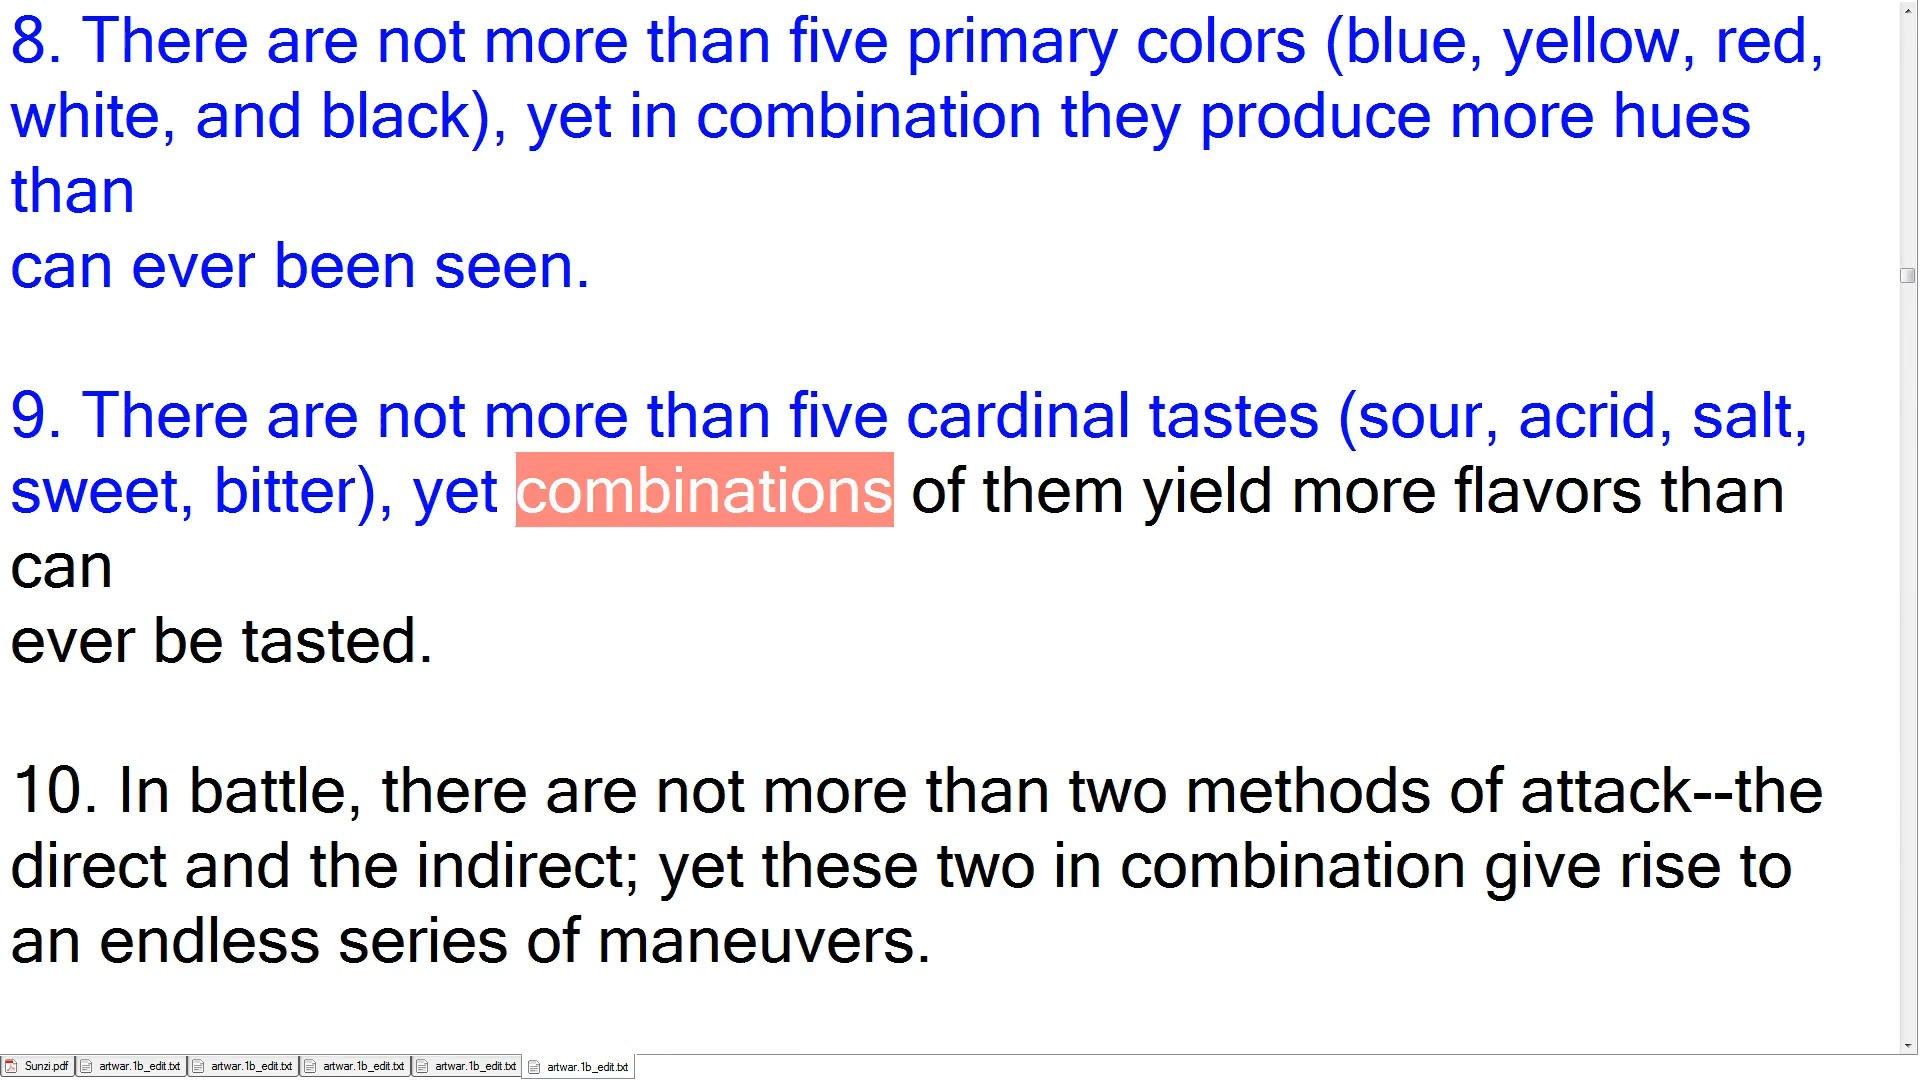 8. There are not more than five primary colors (blue, yellow, red,
white, and black), yet in combination they produce more hues
than
can ever been seen.
9. There are not more than five cardinal tastes (sour, acrid, salt,
sweet, bitter), yet combinations of them yield more flavors than
can
ever be tasted.
10. In battle, there are not more than two methods of attack--the
direct and the indirect; yet these two in combination give rise to
an endless series of maneuvers.
Sunzi.pdf artwar.1b_edit.txt artwar.1b_edit.txt artwar.1b_edit.txt artwar.1b_edit.txt artwar.1b_edit.txt